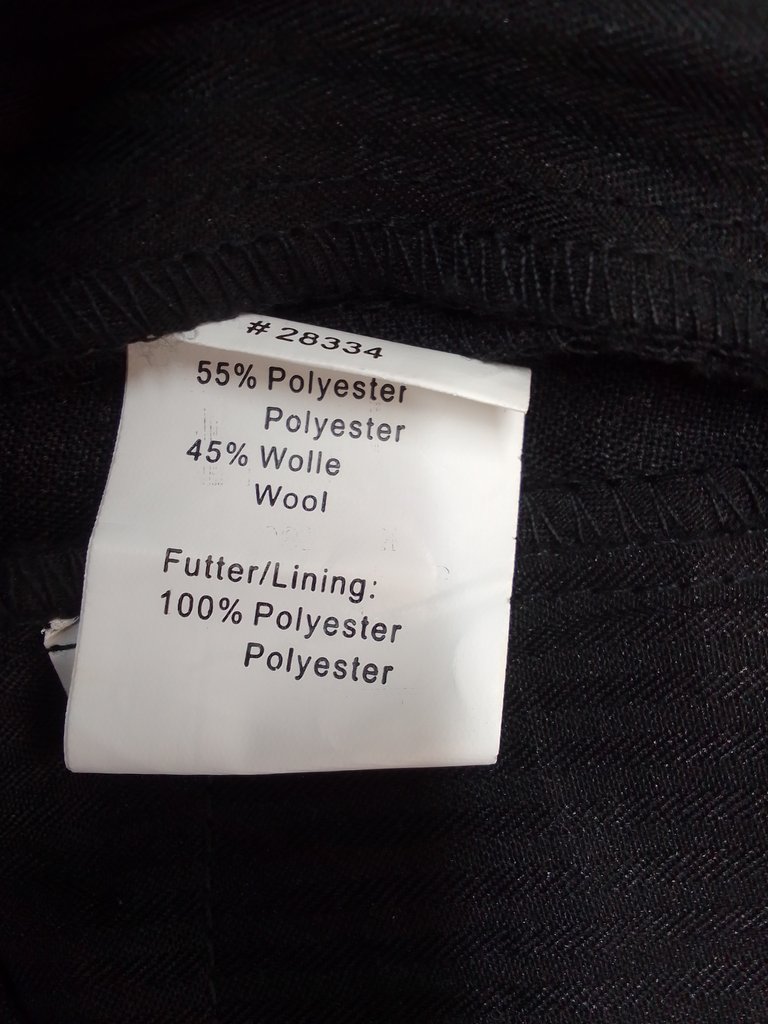 # 28334
55% Polyester
Polyester
45% Wolle
Wool
Futter/Lining:
100% Polyester
Polyester